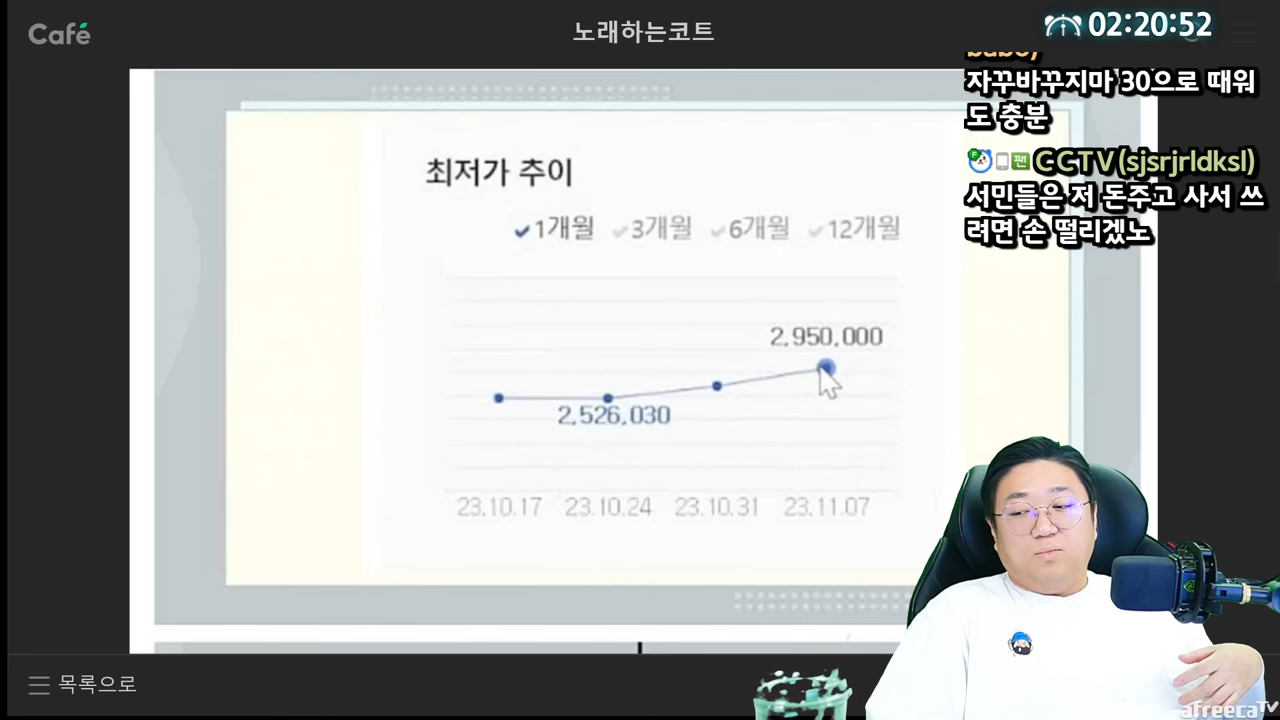 Café
노래하는코트
02:20:52
자꾸바꾸지마 30으로 때워
도 충분
팬 CCTV(sjsrjrldksl)
서민들은 저 돈주고 사서 쓰
려면 손 떨리겠노
최저가 추이
1개월 3개월 6개월 12개월
2,950,000
2,526,030
23.10.17 23.10.24 23.10.31 23.11.07
목록으로
afreecaTV